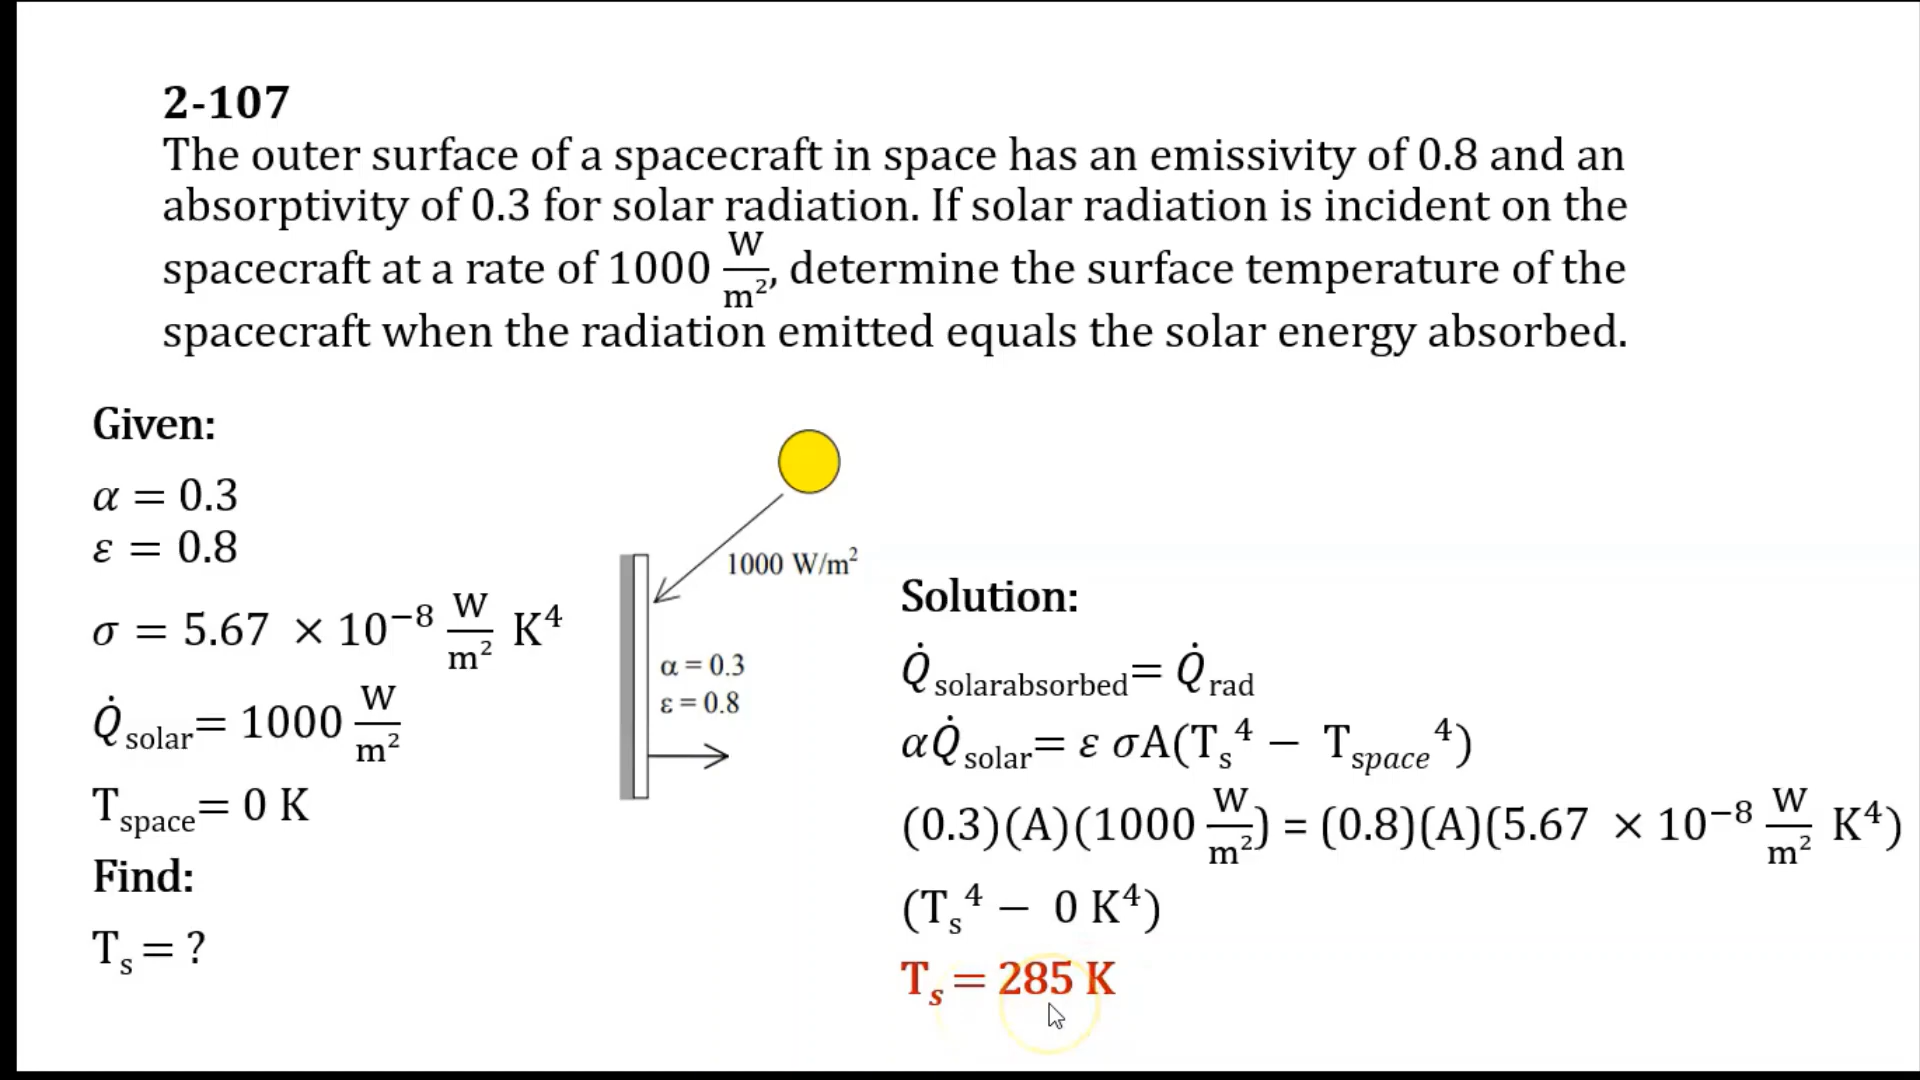 2-107
The outer surface of a spacecraft in space has an emissivity of 0.8 and an
absorptivity of 0.3 for solar radiation. If solar radiation is incident on the
spacecraft at a rate of 1000 W/m², determine the surface temperature of the
spacecraft when the radiation emitted equals the solar energy absorbed.
Given:
α = 0.3
ε = 0.8
σ = 5.67 × 10⁻⁸ W/m² K⁴
Q̇solar = 1000 W/m²
Tspace = 0 K
Find:
Ts = ?
1000 W/m²
α = 0.3
ε = 0.8
Solution:
Q̇solarabsorbed = Q̇rad
αQ̇solar = ε σA(Ts⁴ − Tspace⁴)
(0.3)(A)(1000 W/m²) = (0.8)(A)(5.67 × 10⁻⁸ W/m² K⁴)
(Ts⁴ − 0 K⁴)
Ts = 285 K